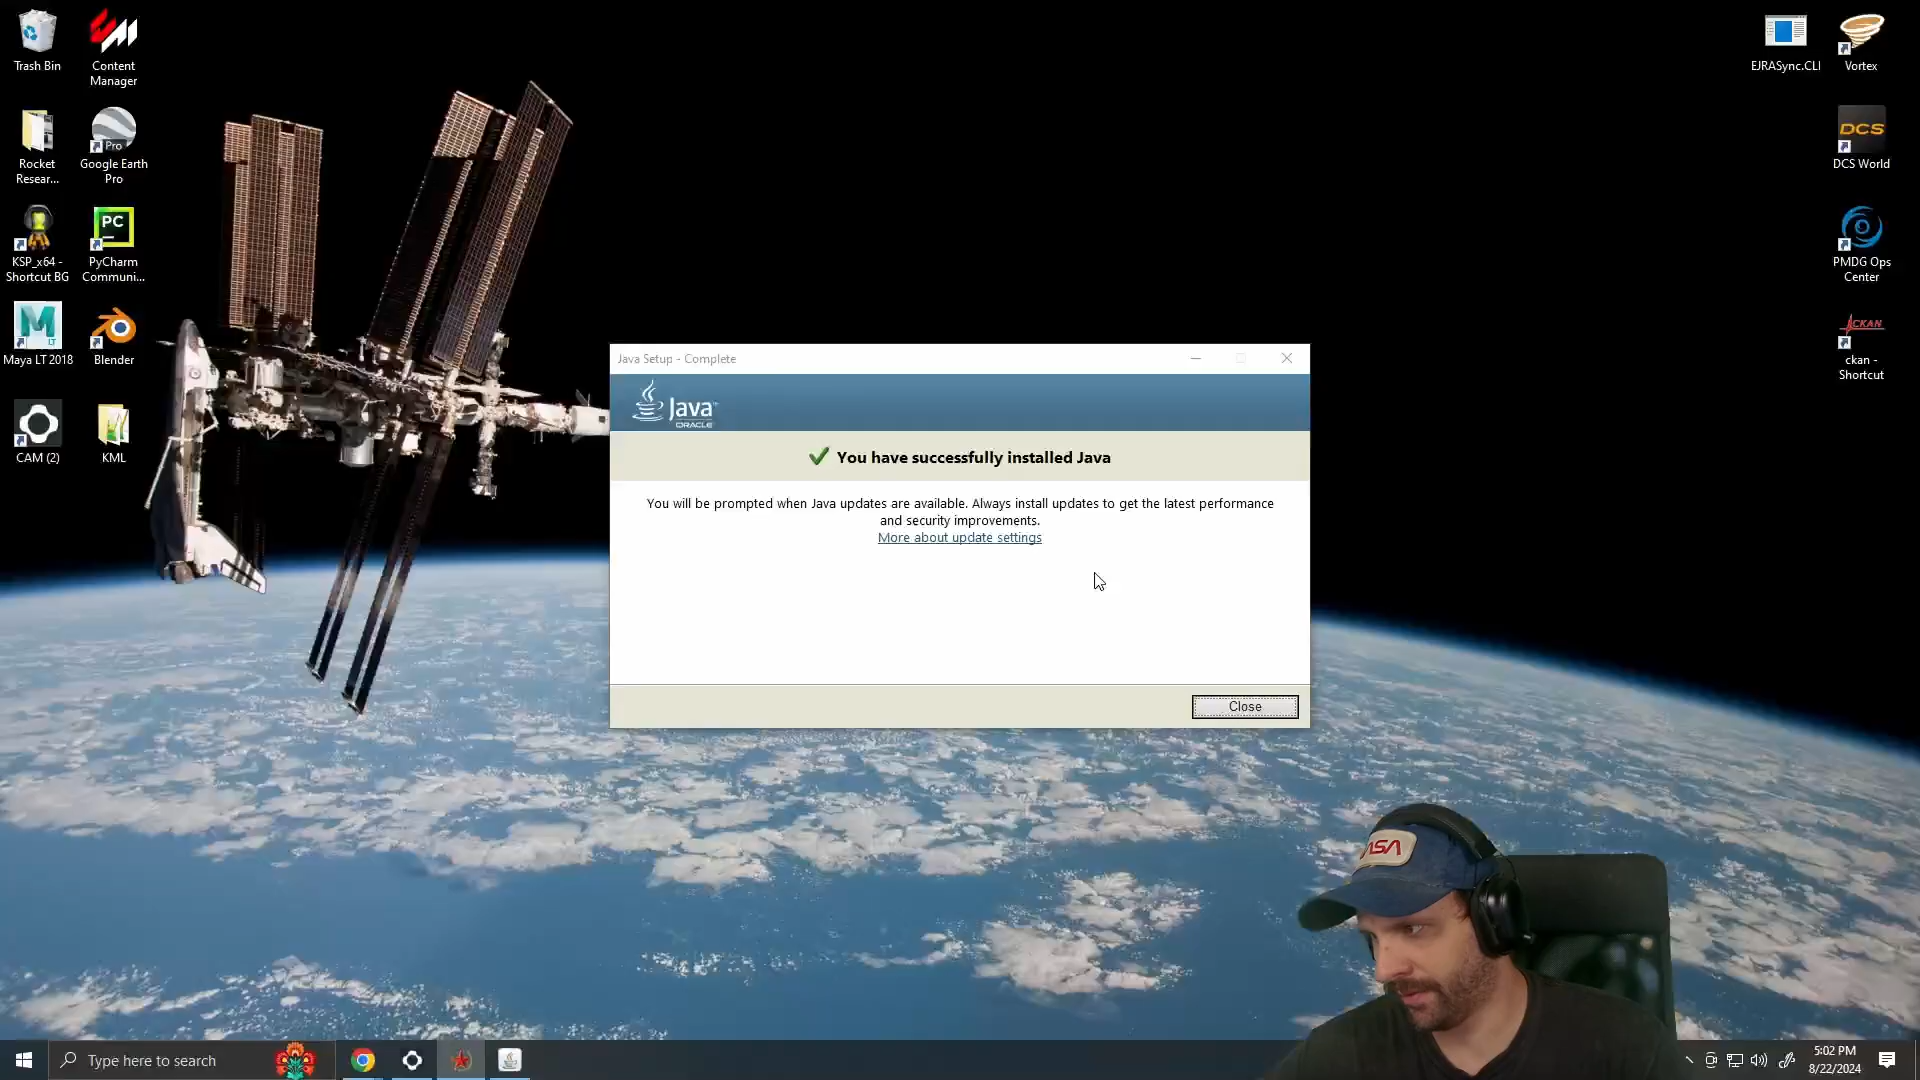 Trash Bin
Content
Manager
Rocket
Resear...
Pro
Google Earth
Pro
KSP_x64 -
Shortcut BG
PC
PyCharm
Communi...
LT
Maya LT 2018
Blender
CAM (2)
KML
EJRASync.CLI
Vortex
DCS
DCS World
PMDG Ops
Center
CKAN
ckan -
Shortcut
Java Setup - Complete
Java
ORACLE
You have successfully installed Java
You will be prompted when Java updates are available. Always install updates to get the latest performance
and security improvements.
More about update settings
Close
NASA
Type here to search
5:02 PM
8/22/2024